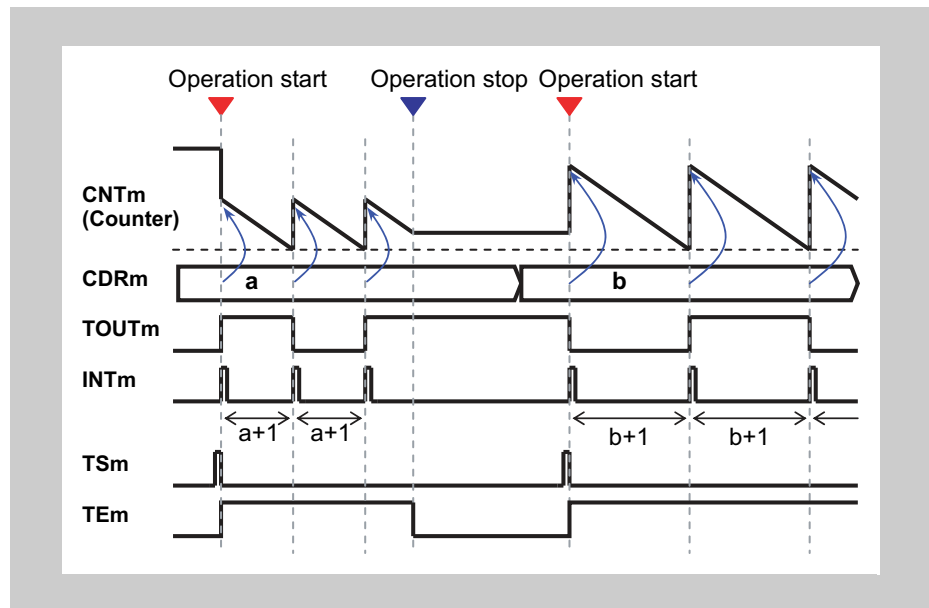 Operation start Operation stop Operation start
CNTm
(Counter)
CDRm a b
TOUTm
INTm
a+1 a+1 b+1 b+1
TSm
TEm